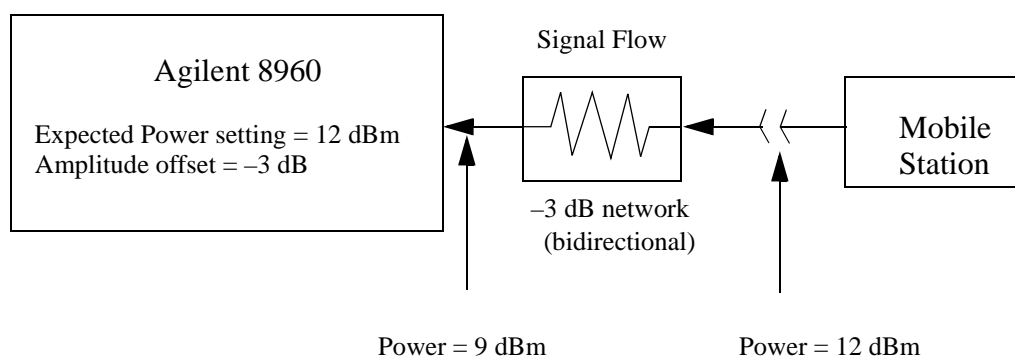 Signal Flow
Agilent 8960
Expected Power setting = 12 dBm
Amplitude offset = –3 dB
Mobile
Station
–3 dB network
(bidirectional)
Power = 9 dBm
Power = 12 dBm